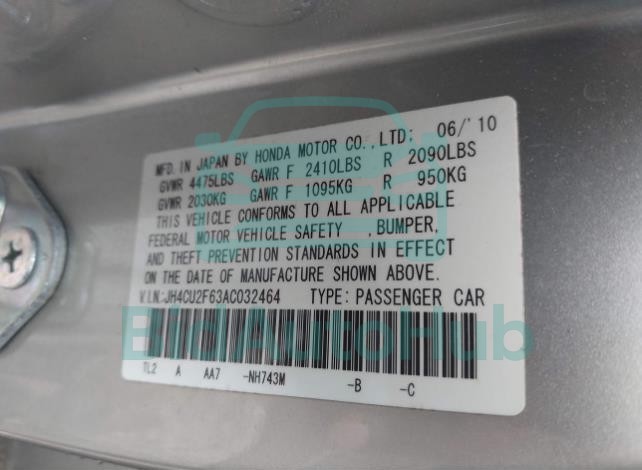 MFD. IN JAPAN BY HONDA MOTOR CO.,LTD; 06/'10
GVWR 4475LBS GAWR F 2410LBS R 2090LBS
GVWR 2030KG GAWR F 1095KG R 950KG
THIS VEHICLE CONFORMS TO ALL APPLICABLE
FEDERAL MOTOR VEHICLE SAFETY ,BUMPER,
AND THEFT PREVENTION STANDARDS IN EFFECT
ON THE DATE OF MANUFACTURE SHOWN ABOVE.
V.I.N:JH4CU2F63AC032464 TYPE: PASSENGER CAR
BidAutoHub
TL2 A AA7 -NH743M -B -C